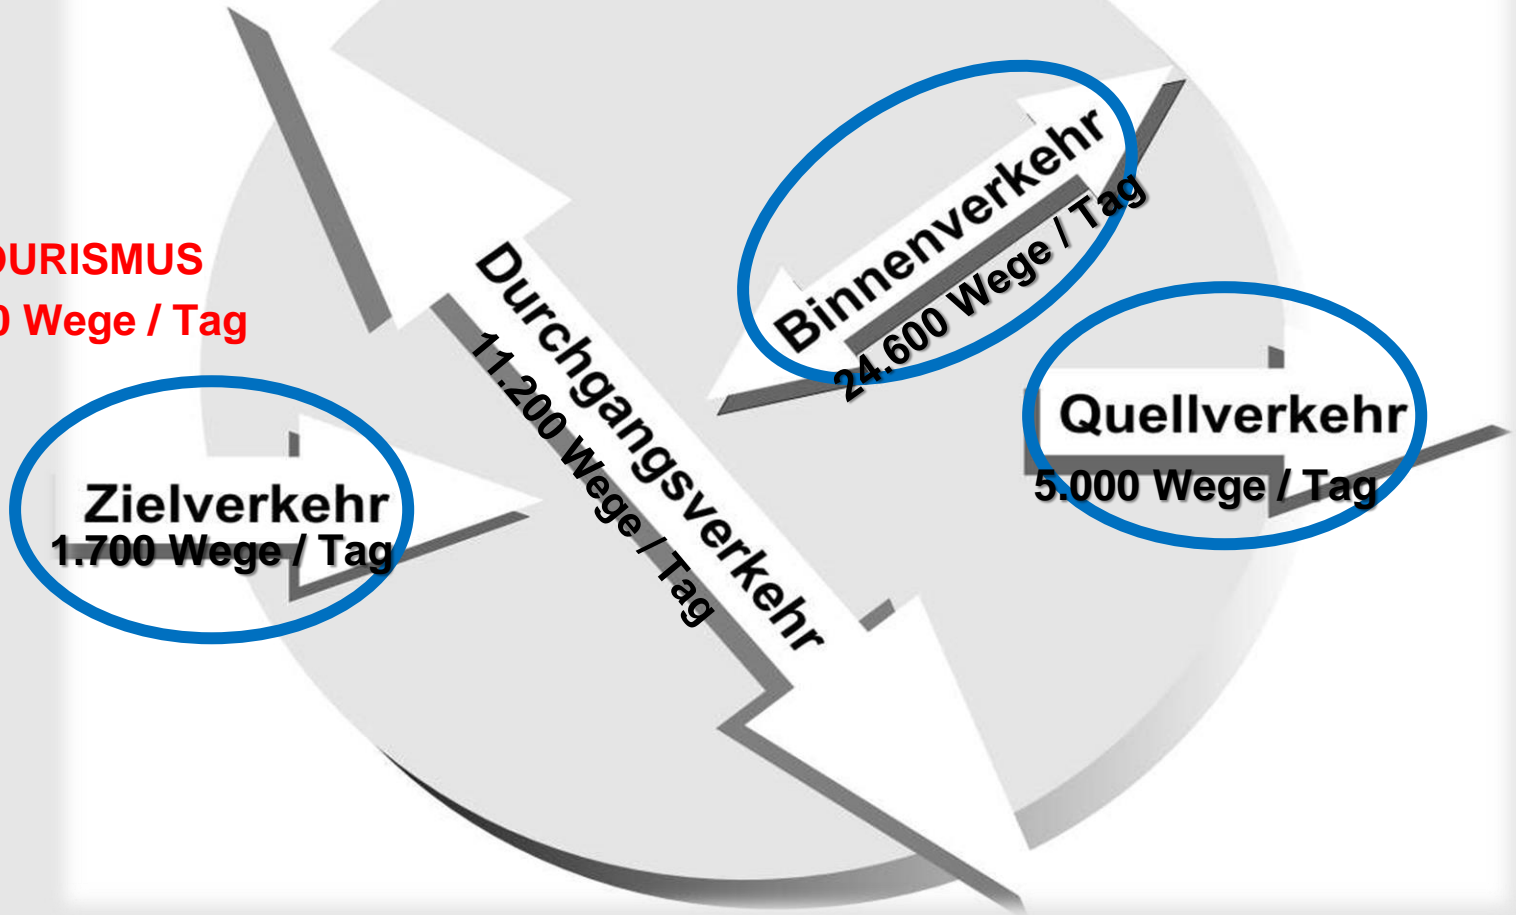 Binnenverkehr
24.600 Wege / Tag
Durchgangsverkehr
11.200 Wege / Tag
Wege / Tag
Quellverkehr
5.000 Wege / Tag
Zielverkehr
1.700 Wege / Tag